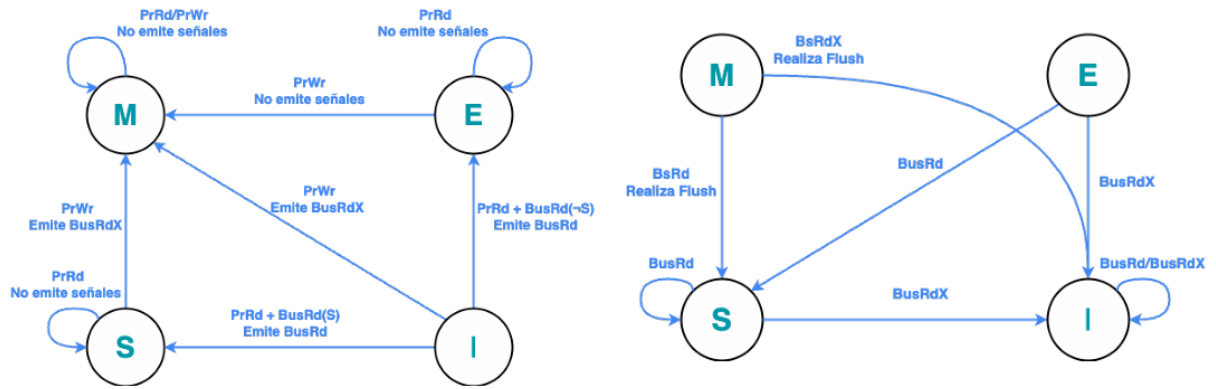 PrRd/PrWr
No emite señales
PrRd
No emite señales
PrWr
No emite señales
M
E
PrWr
Emite BusRdX
PrWr
Emite BusRdX
PrRd + BusRd(¬S)
Emite BusRd
PrRd
No emite señales
PrRd + BusRd(S)
Emite BusRd
S
I
BsRdX
Realiza Flush
M
E
BsRd
Realiza Flush
BusRd
BusRdX
BusRd
BusRd/BusRdX
BusRdX
S
I